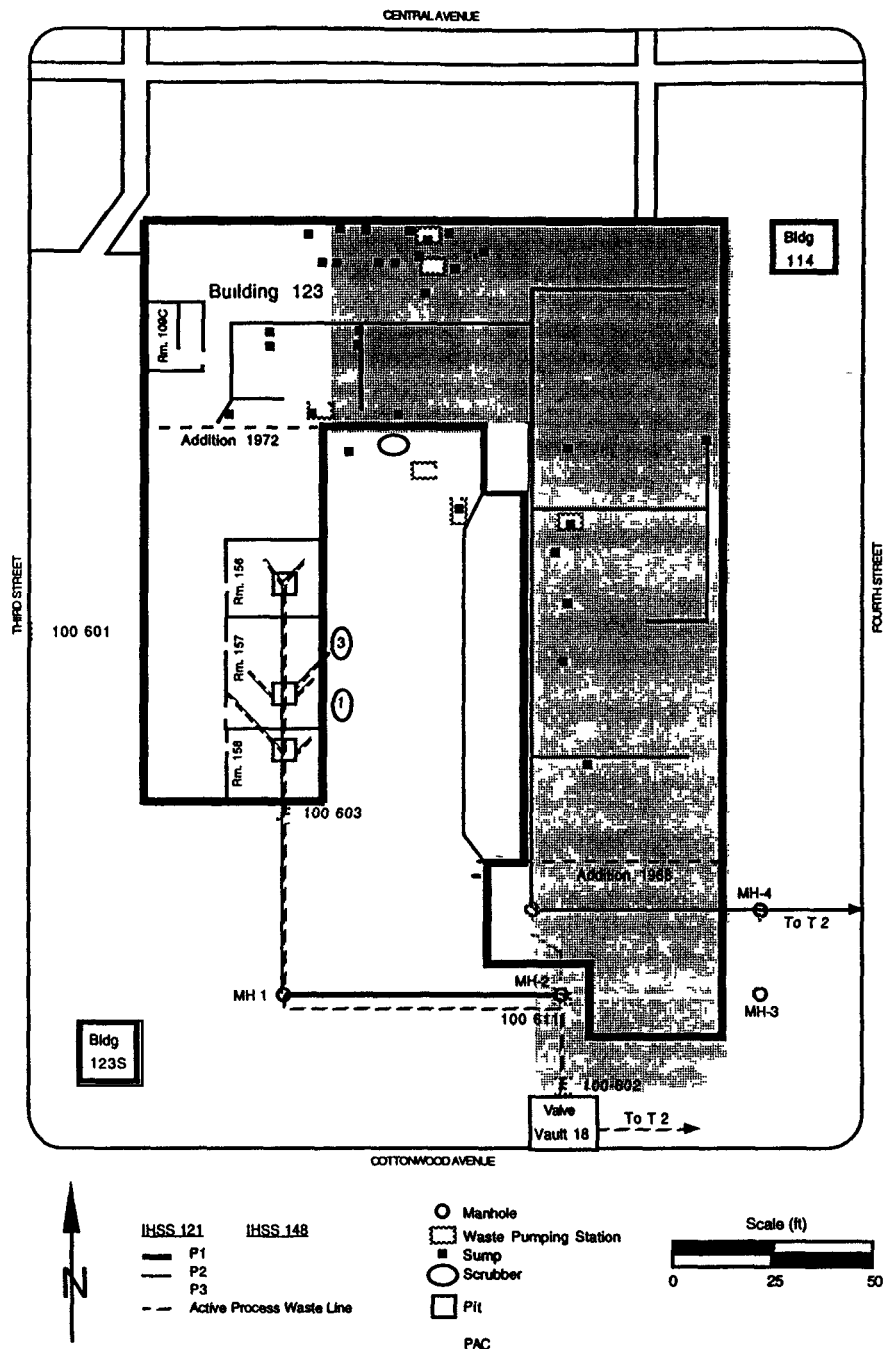 CENTRAL AVENUE
Bldg
114
Building 123
Rm. 109C
Addition 1972
THIRD STREET
FOURTH STREET
Rm. 156
100 601
Rm. 157
3
1
Rm. 158
100 603
Addition 1968
MH-4
To T 2
MH 1
MH-2
MH-3
100 611
Bldg
123S
100-602
Valve
Vault 18
To T 2
COTTONWOOD AVENUE
N
IHSS 121
IHSS 148
P1
P2
P3
Active Process Waste Line
Manhole
Waste Pumping Station
Sump
Scrubber
Pit
PAC
Scale (ft)
0 25 50